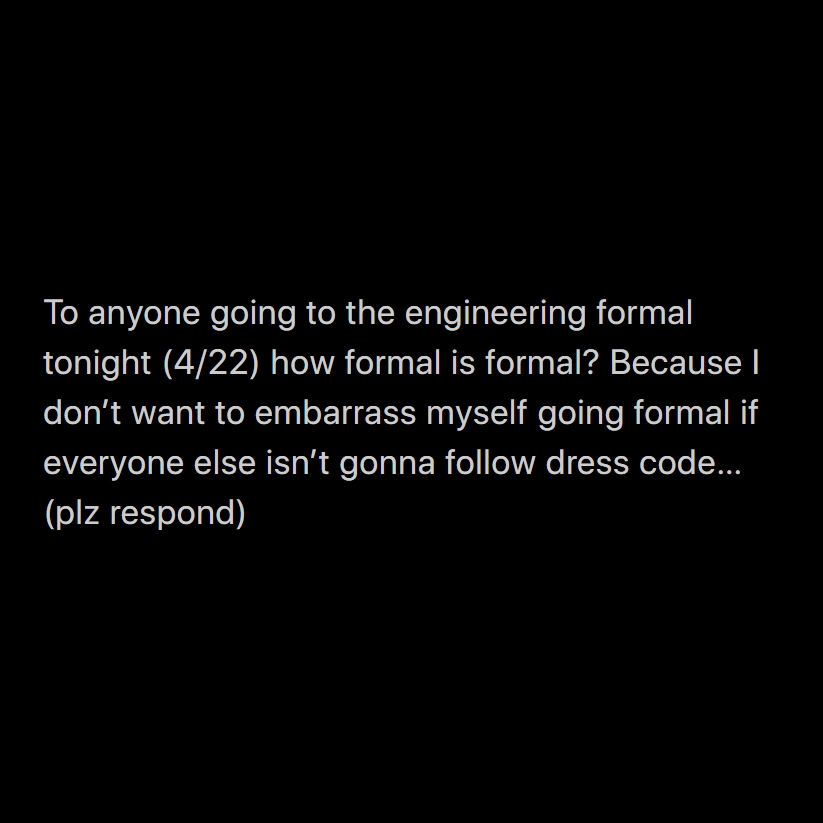 To anyone going to the engineering formal
tonight (4/22) how formal is formal? Because I
don’t want to embarrass myself going formal if
everyone else isn’t gonna follow dress code...
(plz respond)